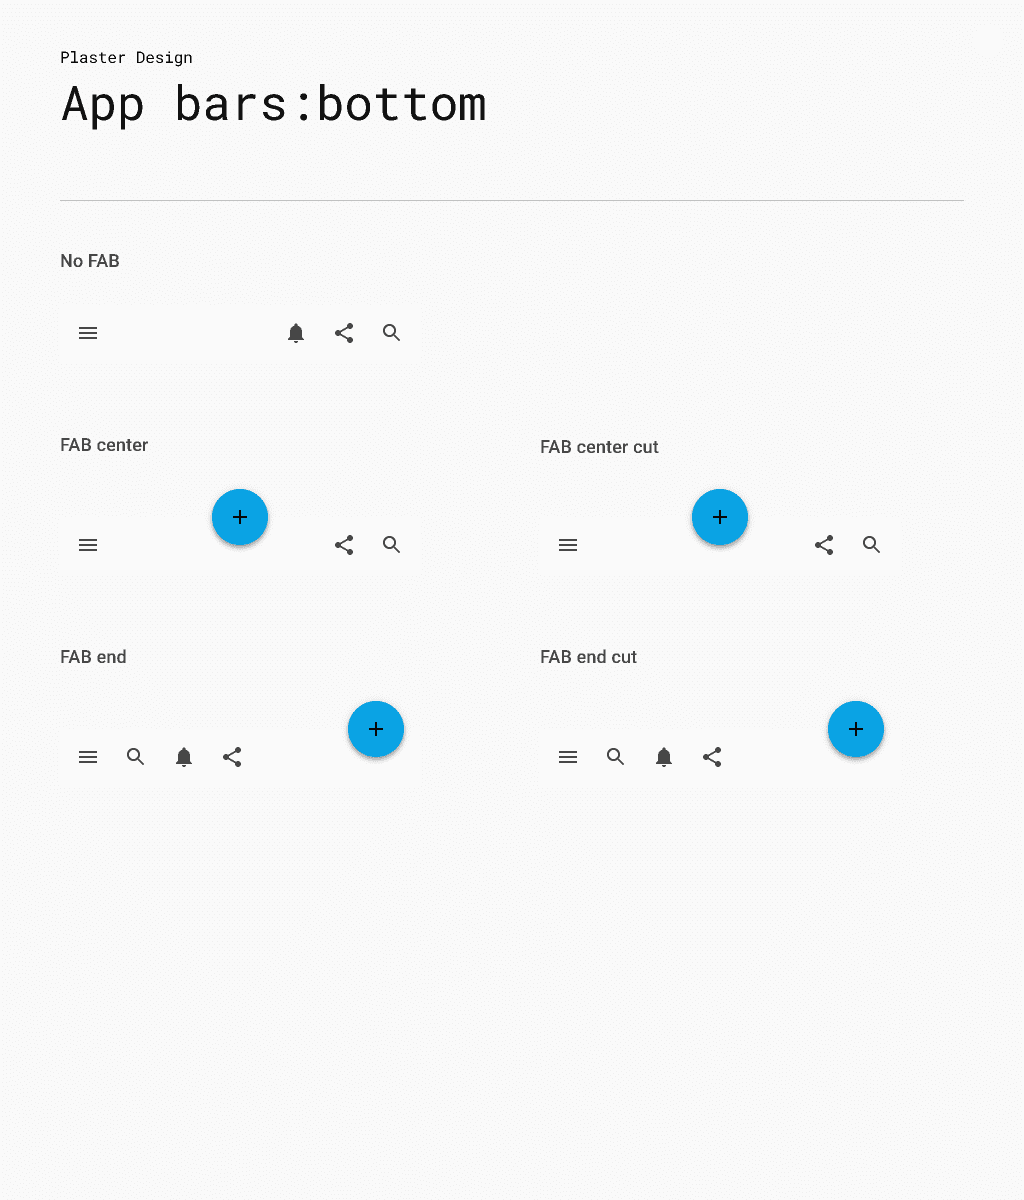 Plaster Design
App bars:bottom
No FAB
FAB center
FAB center cut
FAB end
FAB end cut